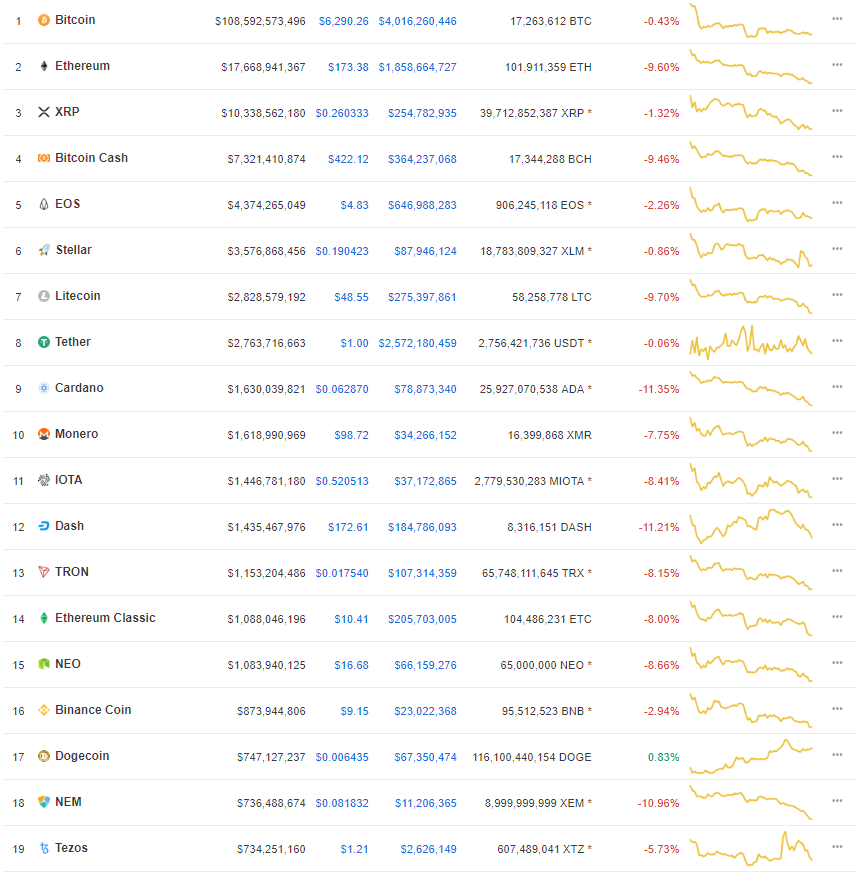 1 Bitcoin $108,592,573,496 $6,290.26 $4,016,260,446 17,263,612 BTC -0.43% •••
2 Ethereum $17,668,941,367 $173.38 $1,858,664,727 101,911,359 ETH -9.60% •••
3 XRP $10,338,562,180 $0.260333 $254,782,935 39,712,852,387 XRP * -1.32% •••
4 Bitcoin Cash $7,321,410,874 $422.12 $364,237,068 17,344,288 BCH -9.46% •••
5 EOS $4,374,265,049 $4.83 $646,988,283 906,245,118 EOS * -2.26% •••
6 Stellar $3,576,868,456 $0.190423 $87,946,124 18,783,809,327 XLM * -0.86% •••
7 Litecoin $2,828,579,192 $48.55 $275,397,861 58,258,778 LTC -9.70% •••
8 Tether $2,763,716,663 $1.00 $2,572,180,459 2,756,421,736 USDT * -0.06% •••
9 Cardano $1,630,039,821 $0.062870 $78,873,340 25,927,070,538 ADA * -11.35% •••
10 Monero $1,618,990,969 $98.72 $34,266,152 16,399,868 XMR -7.75% •••
11 IOTA $1,446,781,180 $0.520513 $37,172,865 2,779,530,283 MIOTA * -8.41% •••
12 Dash $1,435,467,976 $172.61 $184,786,093 8,316,151 DASH -11.21% •••
13 TRON $1,153,204,486 $0.017540 $107,314,359 65,748,111,645 TRX * -8.15% •••
14 Ethereum Classic $1,088,046,196 $10.41 $205,703,005 104,486,231 ETC -8.00% •••
15 NEO $1,083,940,125 $16.68 $66,159,276 65,000,000 NEO * -8.66% •••
16 Binance Coin $873,944,806 $9.15 $23,022,368 95,512,523 BNB * -2.94% •••
17 Dogecoin $747,127,237 $0.006435 $67,350,474 116,100,440,154 DOGE 0.83% •••
18 NEM $736,488,674 $0.081832 $11,206,365 8,999,999,999 XEM * -10.96% •••
19 Tezos $734,251,160 $1.21 $2,626,149 607,489,041 XTZ * -5.73% •••